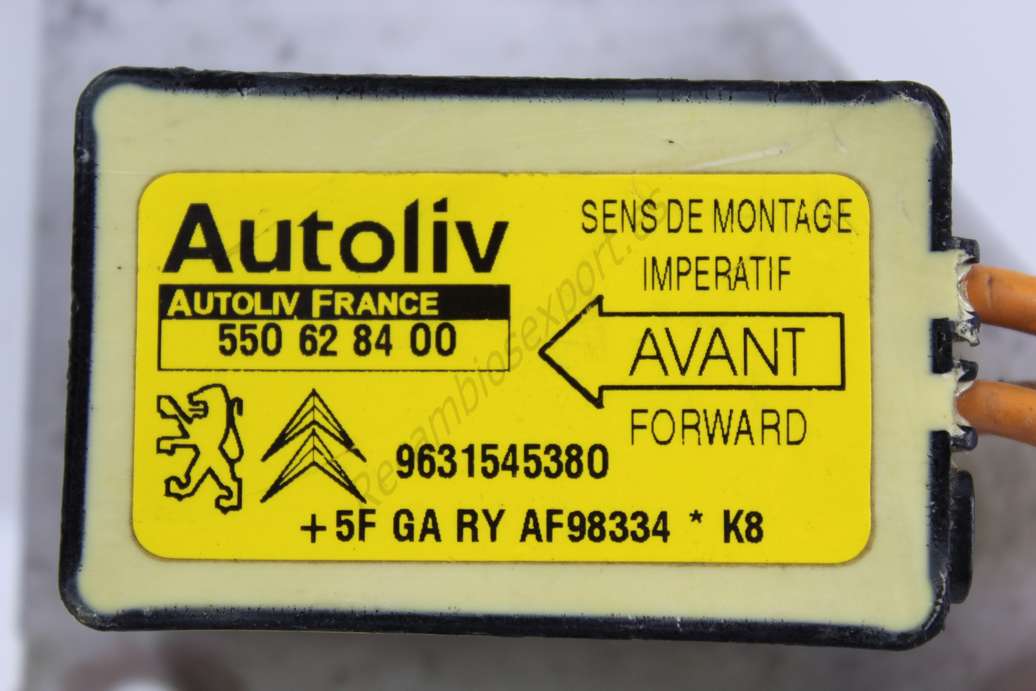 Autoliv
AUTOLIV FRANCE
550 62 84 00
SENS DE MONTAGE
IMPERATIF
AVANT
FORWARD
9631545380
+5F GA RY AF98334 * K8